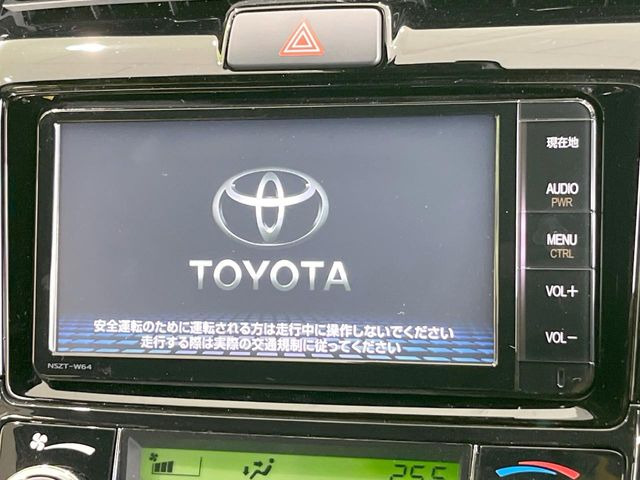 現在地
AUDIO
PWR
MENU
CTRL
VOL+
VOL-
TOYOTA
安全運転のために運転される方は走行中に操作しないでください
走行する際は実際の交通規制に従ってください
NSZT-W64
25.5